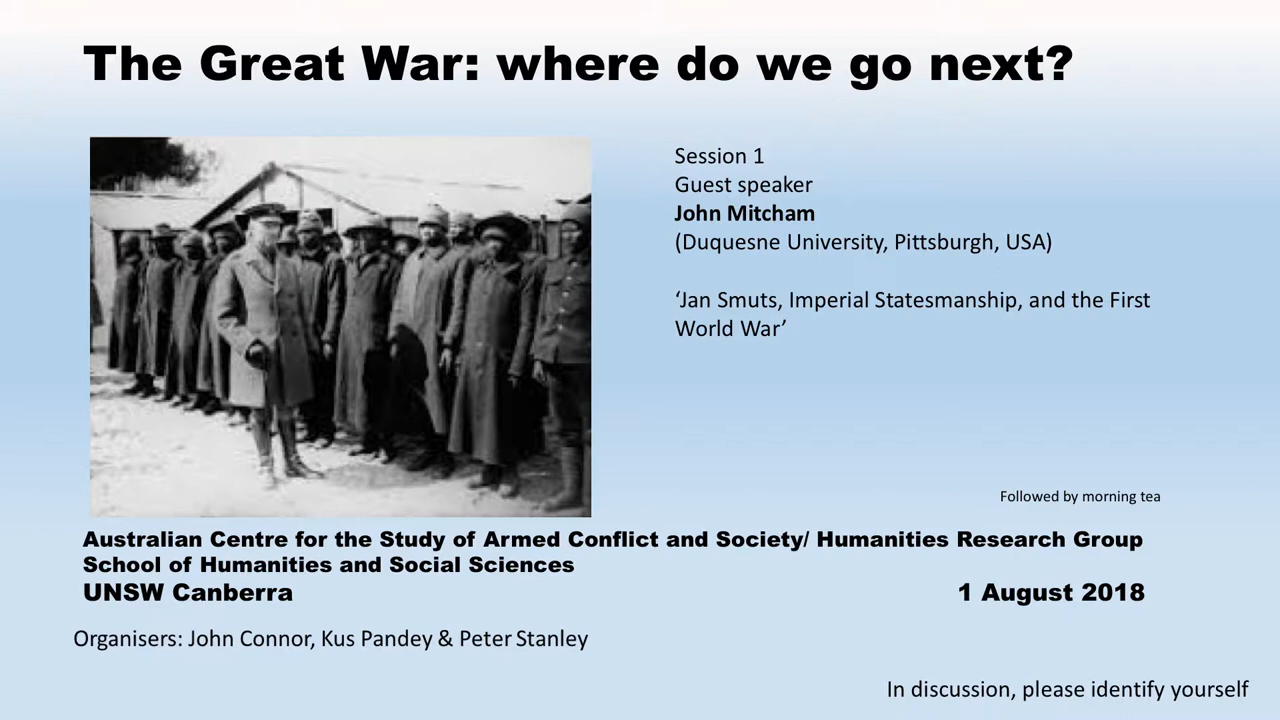 The Great War: where do we go next?
Session 1
Guest speaker
John Mitcham
(Duquesne University, Pittsburgh, USA)
‘Jan Smuts, Imperial Statesmanship, and the First
World War’
Followed by morning tea
Australian Centre for the Study of Armed Conflict and Society/ Humanities Research Group
School of Humanities and Social Sciences
UNSW Canberra 1 August 2018
Organisers: John Connor, Kus Pandey & Peter Stanley
In discussion, please identify yourself